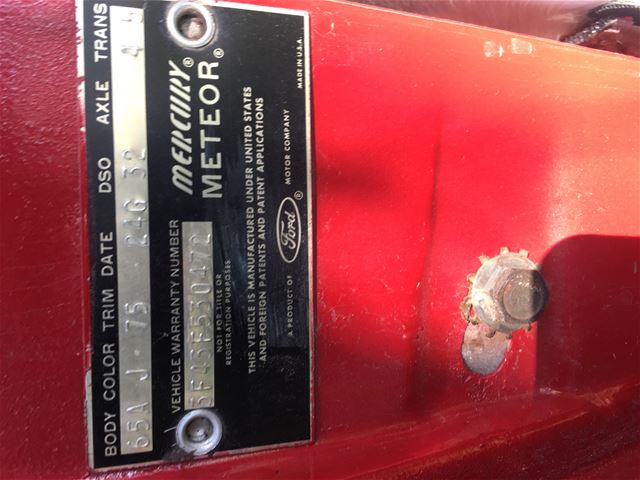 BODY COLOR TRIM DATE DSO AXLE TRANS
65A J 75 24G 32 4
MERCURY®
VEHICLE WARRANTY NUMBER METEOR®
3F43F530472
NOT FOR TITLE OR
REGISTRATION PURPOSES
THIS VEHICLE IS MANUFACTURED UNDER UNITED STATES
AND FOREIGN PATENTS AND PATENT APPLICATIONS
A PRODUCT OF Ford ® MOTOR COMPANY
MADE IN U.S.A.